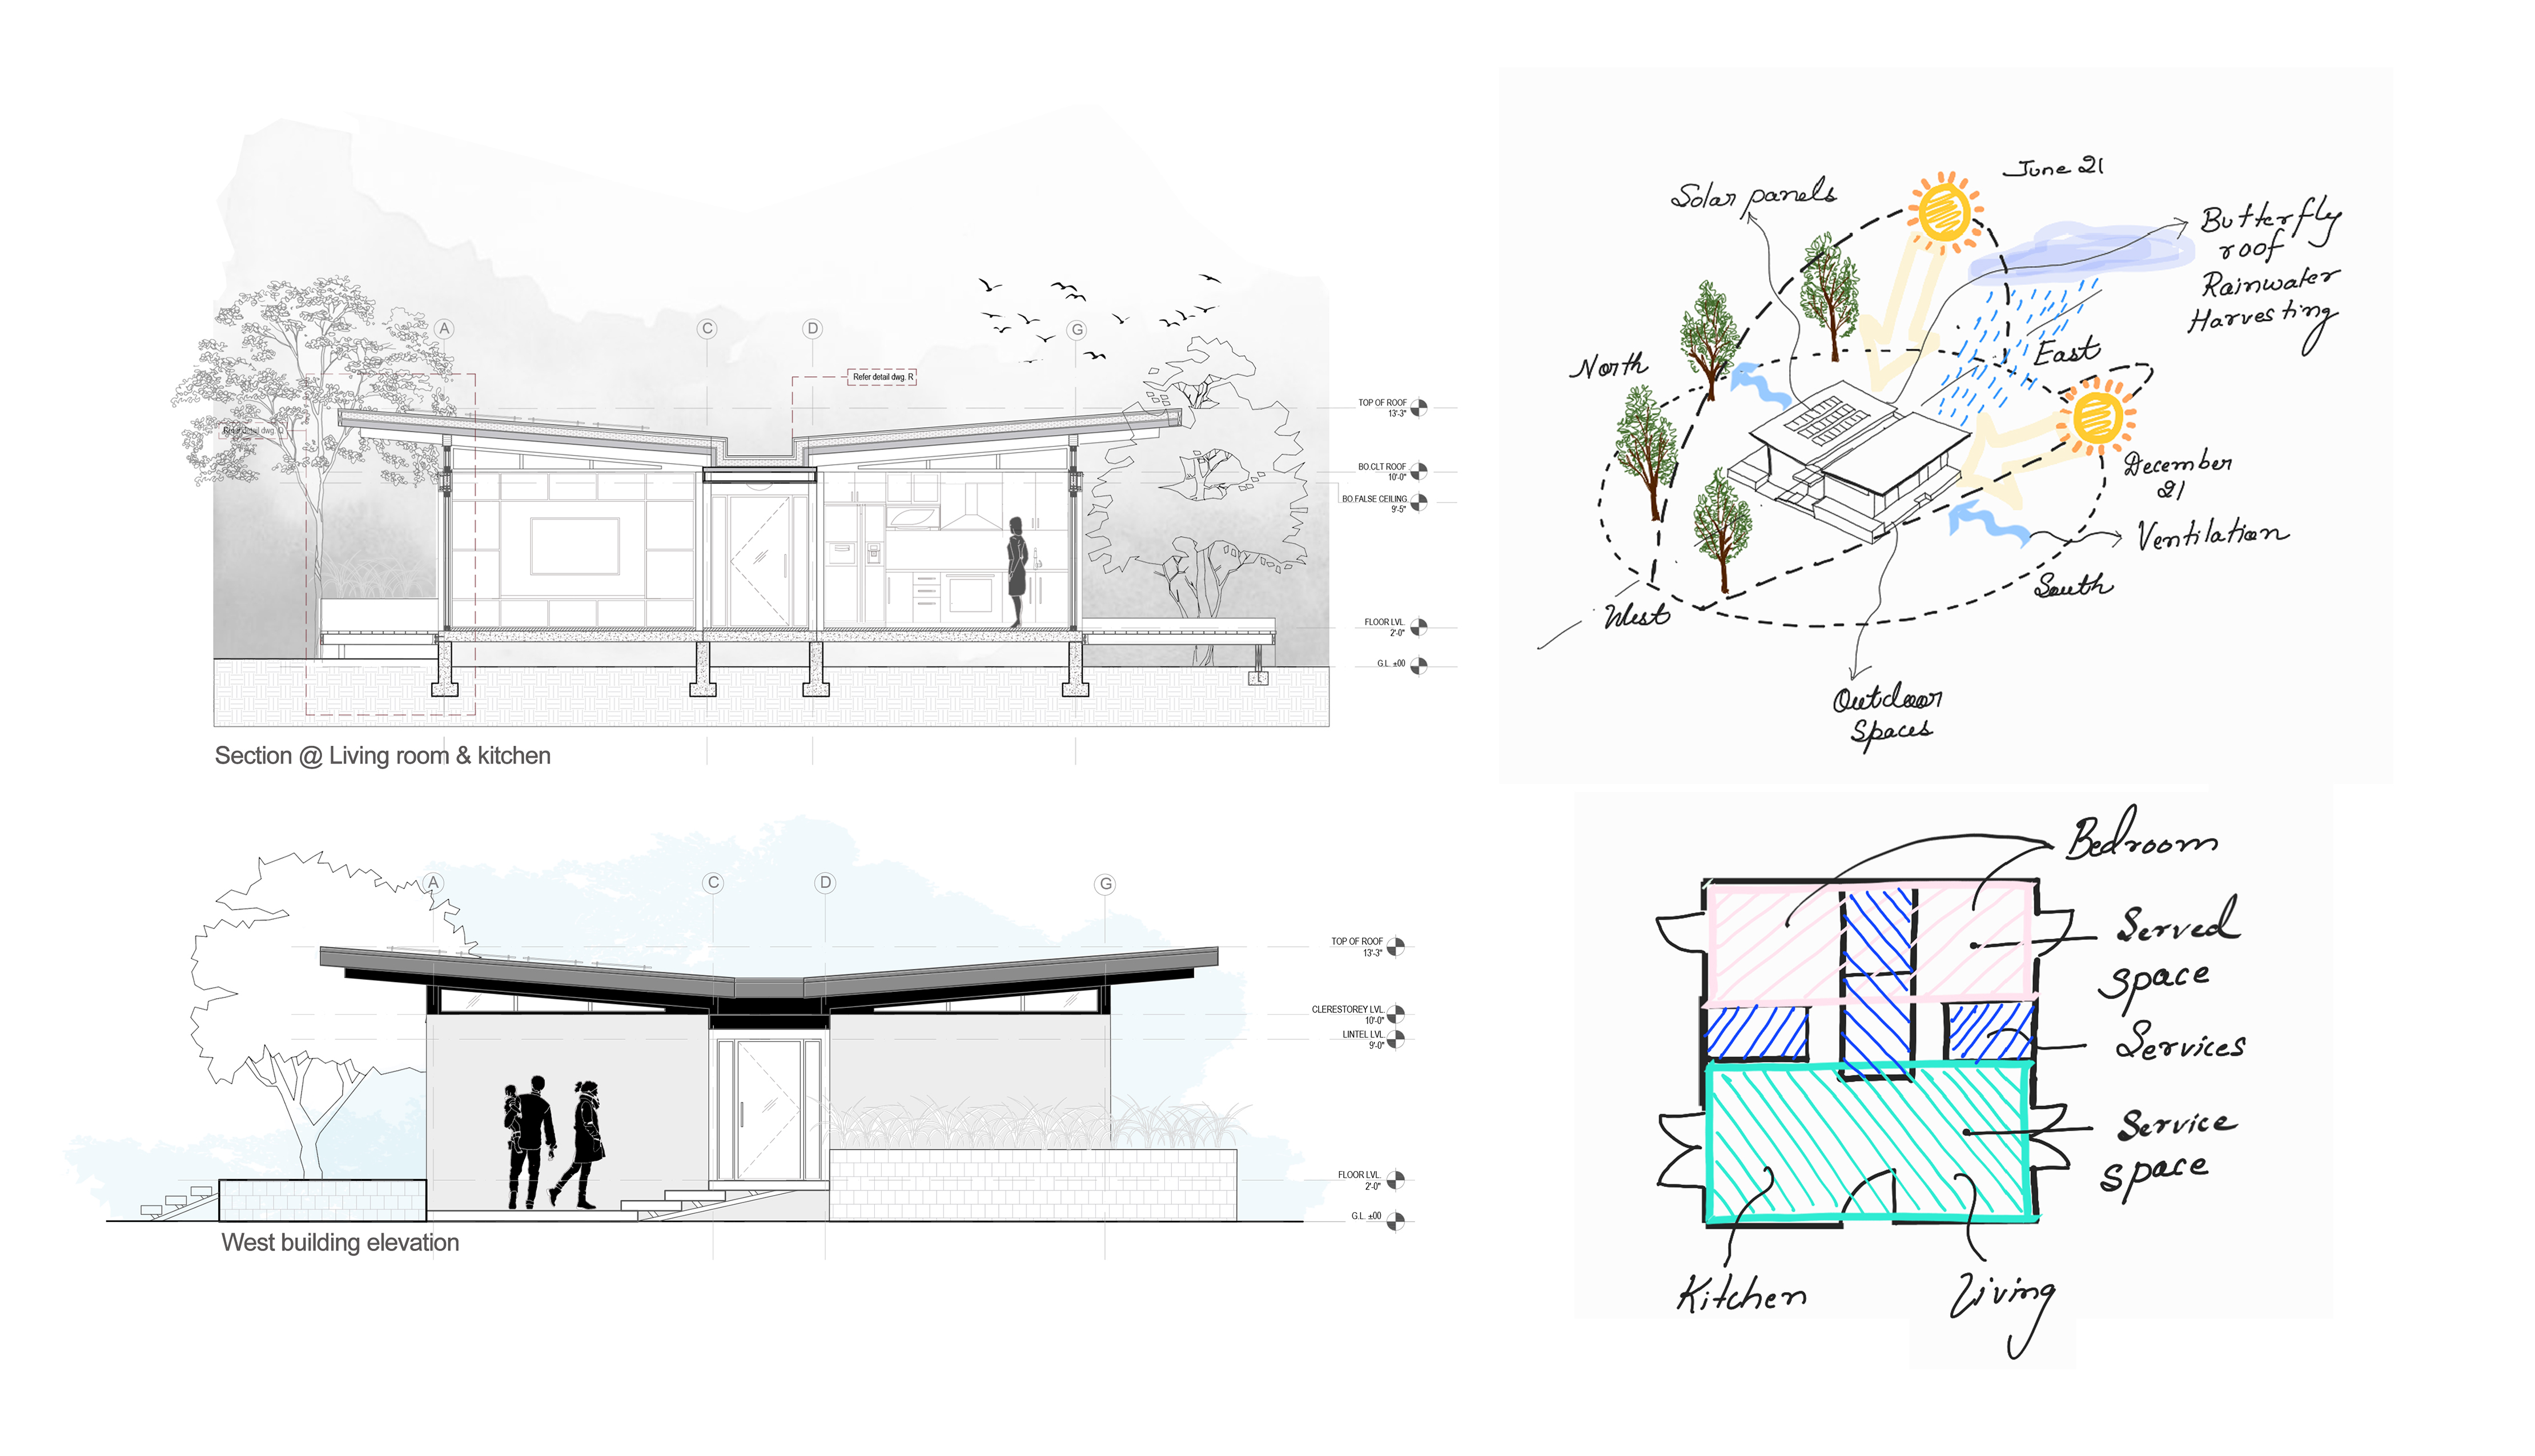 A
C
D
G
Refer detail dwg. R
Refer detail dwg. Q
TOP OF ROOF
13'-3"
BO.CLT ROOF
10'-0"
BO.FALSE CEILING
9'-5"
FLOOR LVL.
2'-0"
G.L. ±00
Section @ Living room & kitchen
June 21
Solar panels
Butterfly
roof
Rainwater
Harvesting
North
East
December
21
Ventilation
South
West
Outdoor
Spaces
A
C
D
G
TOP OF ROOF
13'-3"
CLERESTOREY LVL.
10'-0"
LINTEL LVL.
9'-0"
FLOOR LVL.
2'-0"
G.L. ±00
West building elevation
Bedroom
Served
space
Services
Service
space
Kitchen
Living